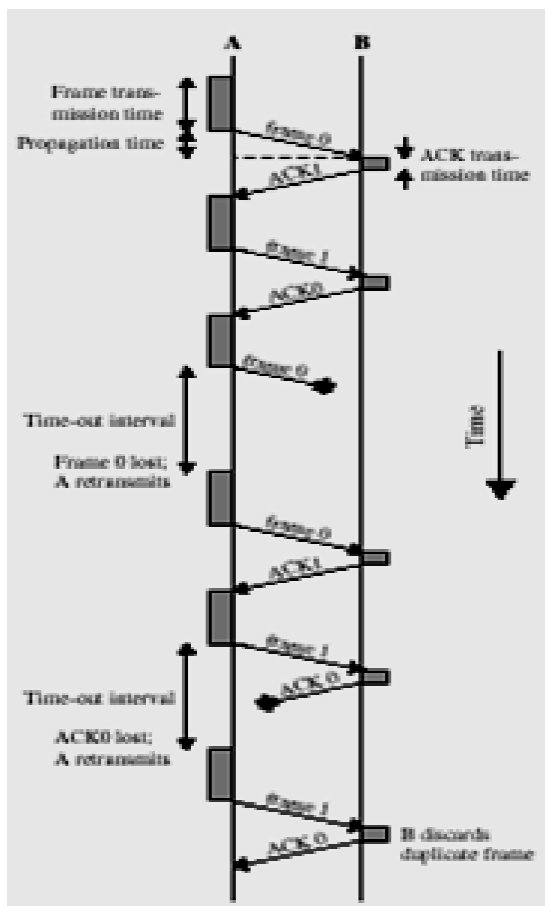 A B
Frame trans-
mission time
Propagation time
frame 0
ACK trans-
mission time
ACK1
frame 1
ACK0
frame 0
Time-out interval
Time
Frame 0 lost;
A retransmits
frame 0
ACK1
frame 1
ACK 0
Time-out interval
ACK0 lost;
A retransmits
frame 1
ACK 0
B discards
duplicate frame